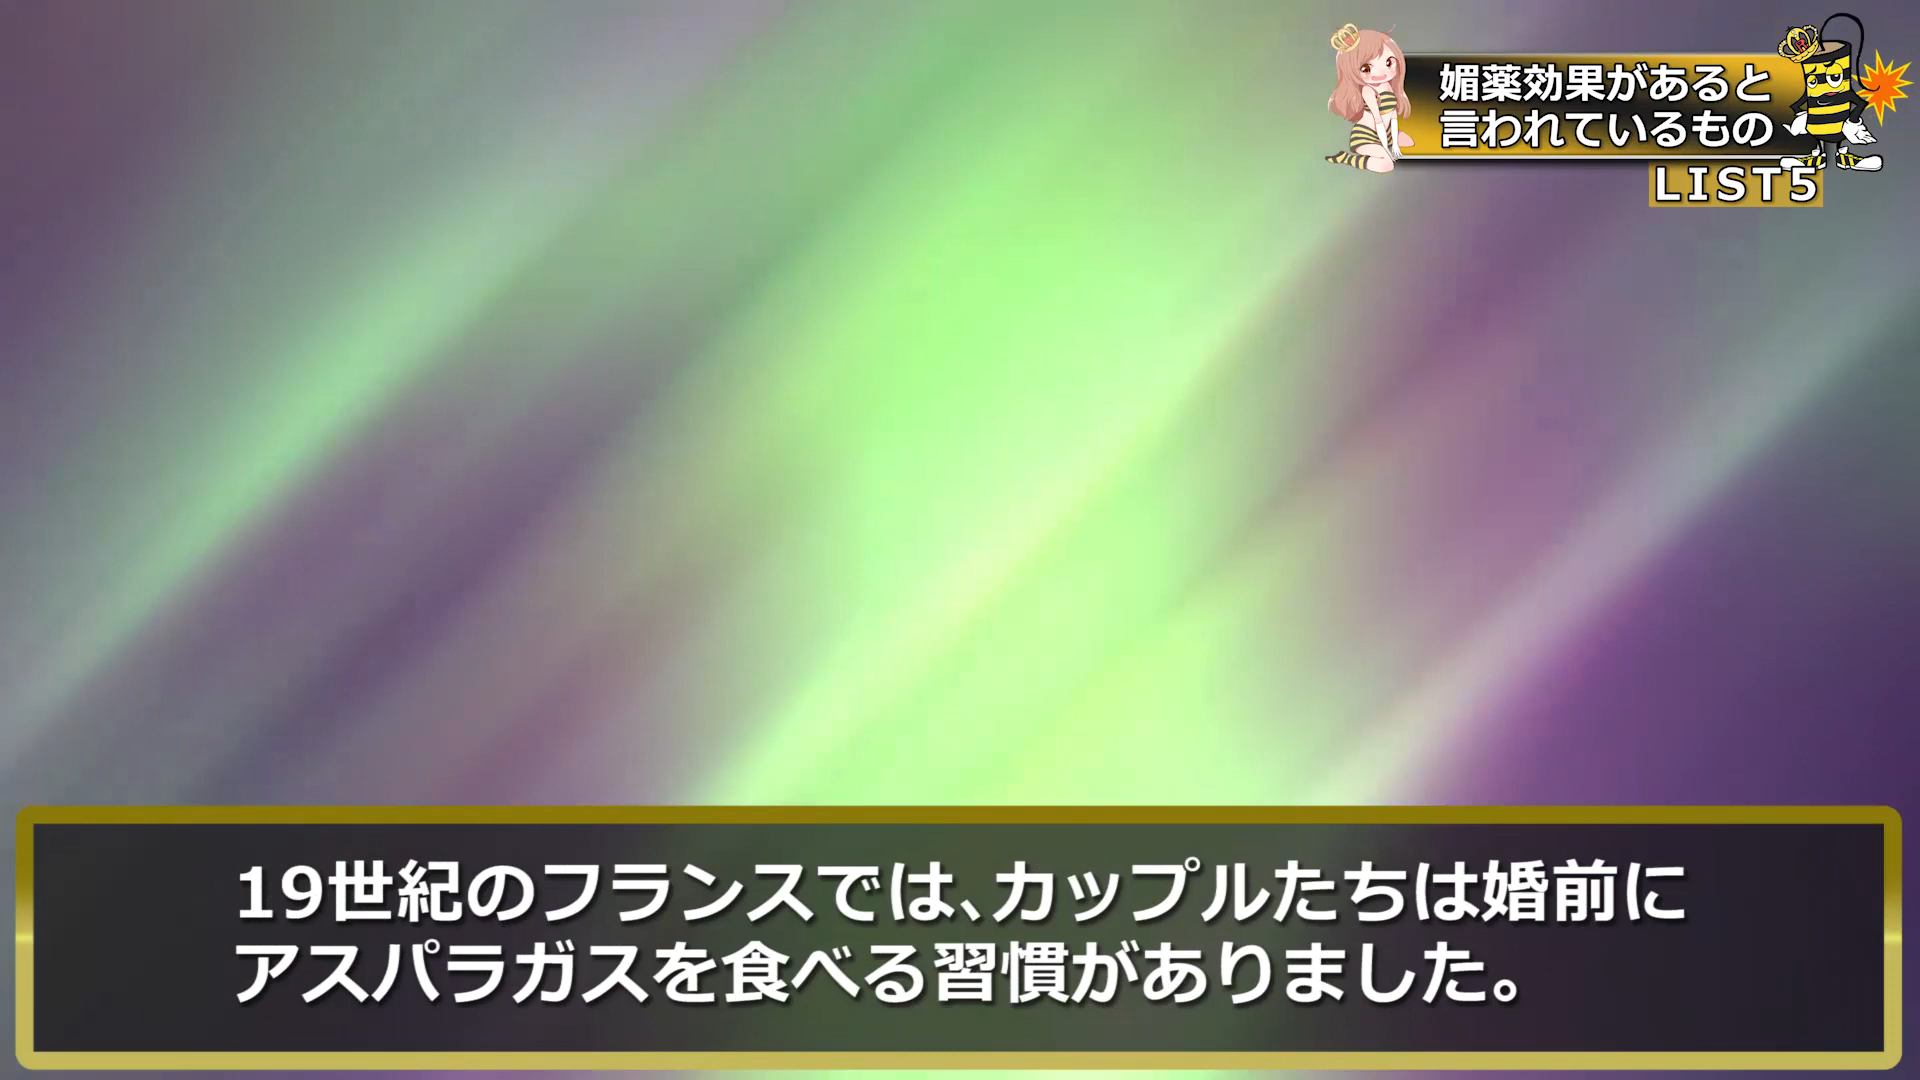 媚薬効果があると
言われているもの
LIST5
19世紀のフランスでは、カップルたちは婚前に
アスパラガスを食べる習慣がありました。